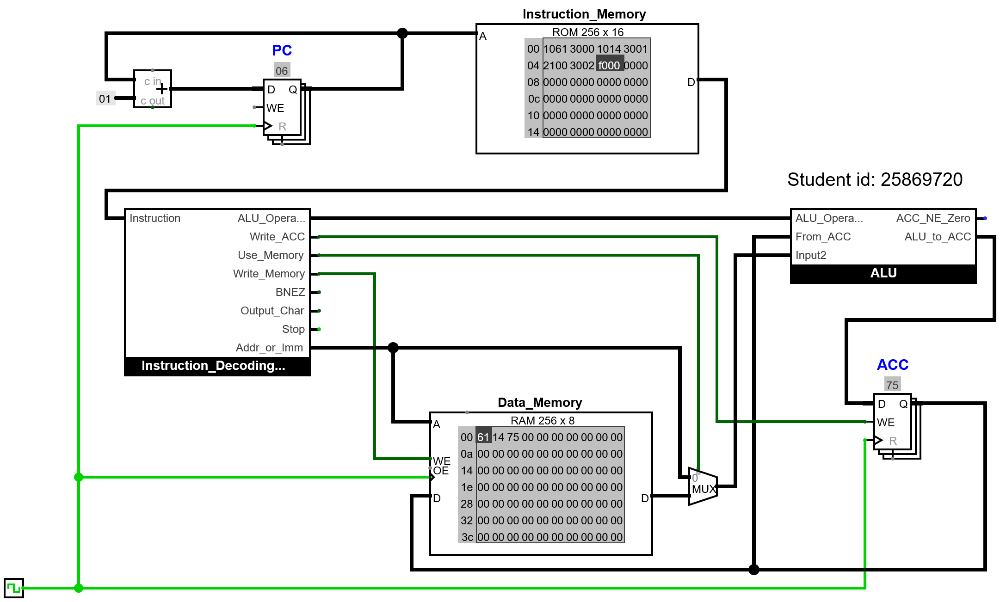 Instruction_Memory
ROM 256 x 16
A
00 1061 3000 1014 3001
04 2100 3002 f000 0000
08 0000 0000 0000 0000
0c 0000 0000 0000 0000
10 0000 0000 0000 0000
14 0000 0000 0000 0000
D
PC
06
c in
+
c out
01
D Q
WE
R
Student id: 25869720
Instruction
ALU_Opera...
Write_ACC
Use_Memory
Write_Memory
BNEZ
Output_Char
Stop
Addr_or_Imm
Instruction_Decoding...
ALU_Opera... ACC_NE_Zero
From_ACC ALU_to_ACC
Input2
ALU
ACC
75
D Q
WE
R
Data_Memory
RAM 256 x 8
A
00 61 14 75 00 00 00 00 00 00 00
0a 00 00 00 00 00 00 00 00 00 00
14 00 00 00 00 00 00 00 00 00 00
1e 00 00 00 00 00 00 00 00 00 00
28 00 00 00 00 00 00 00 00 00 00
32 00 00 00 00 00 00 00 00 00 00
3c 00 00 00 00 00 00 00 00 00 00
WE
OE
D
D
0
MUX